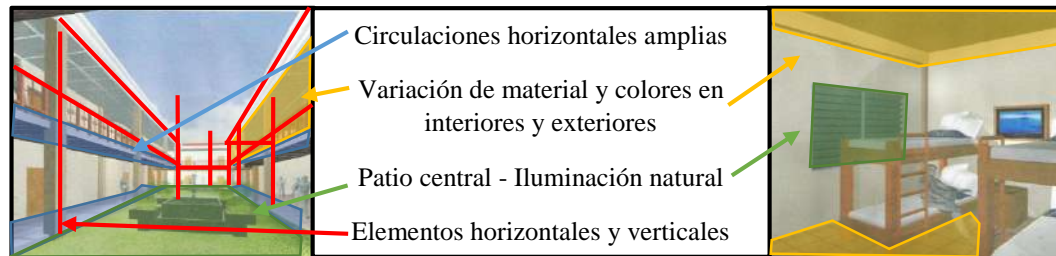 Circulaciones horizontales amplias
Variación de material y colores en
interiores y exteriores
Patio central - Iluminación natural
Elementos horizontales y verticales